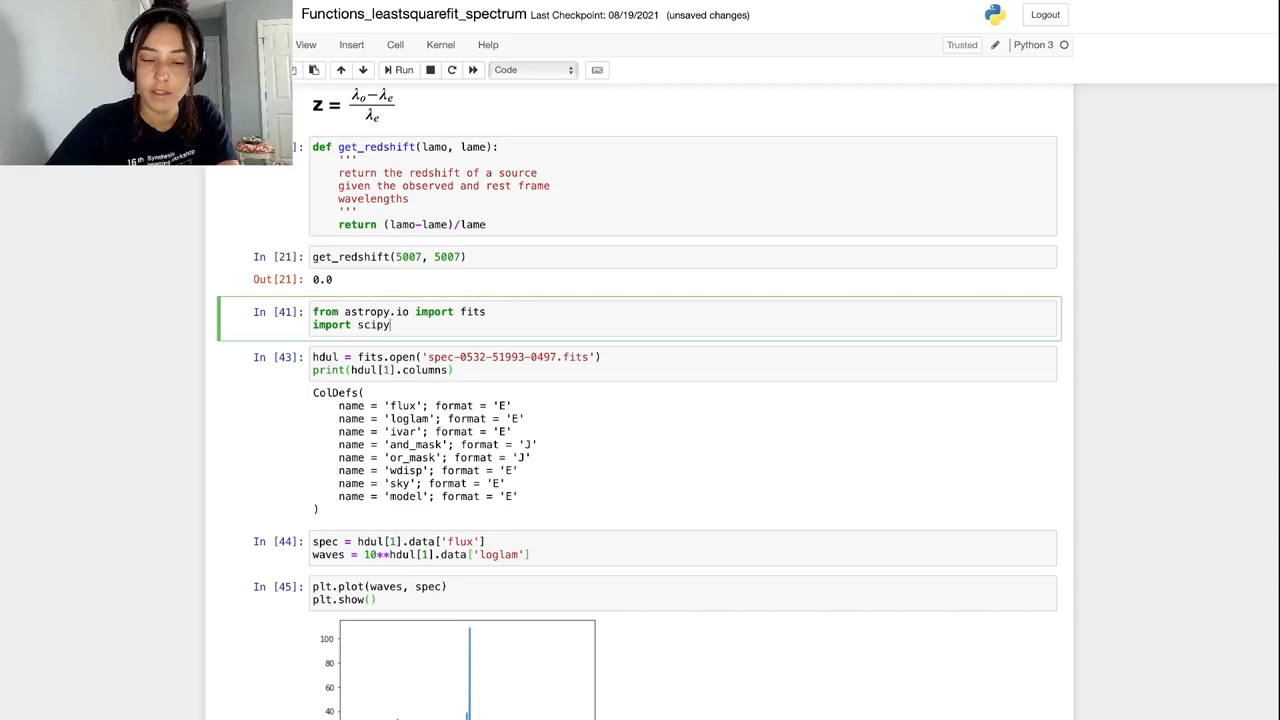 Functions_leastsquarefit_spectrum Last Checkpoint: 08/19/2021 (unsaved changes)
Logout
View Insert Cell Kernel Help
Trusted
Python 3
Run
Code
z = λo−λe
λe
]: def get_redshift(lamo, lame):
'''
return the redshift of a source
given the observed and rest frame
wavelengths
'''
return (lamo-lame)/lame
In [21]: get_redshift(5007, 5007)
Out[21]: 0.0
In [41]: from astropy.io import fits
import scipy
In [43]: hdul = fits.open('spec-0532-51993-0497.fits')
print(hdul[1].columns)
ColDefs(
name = 'flux'; format = 'E'
name = 'loglam'; format = 'E'
name = 'ivar'; format = 'E'
name = 'and_mask'; format = 'J'
name = 'or_mask'; format = 'J'
name = 'wdisp'; format = 'E'
name = 'sky'; format = 'E'
name = 'model'; format = 'E'
)
In [44]: spec = hdul[1].data['flux']
waves = 10**hdul[1].data['loglam']
In [45]: plt.plot(waves, spec)
plt.show()
100
80
60
40
16th Synthesis
Imaging Workshop